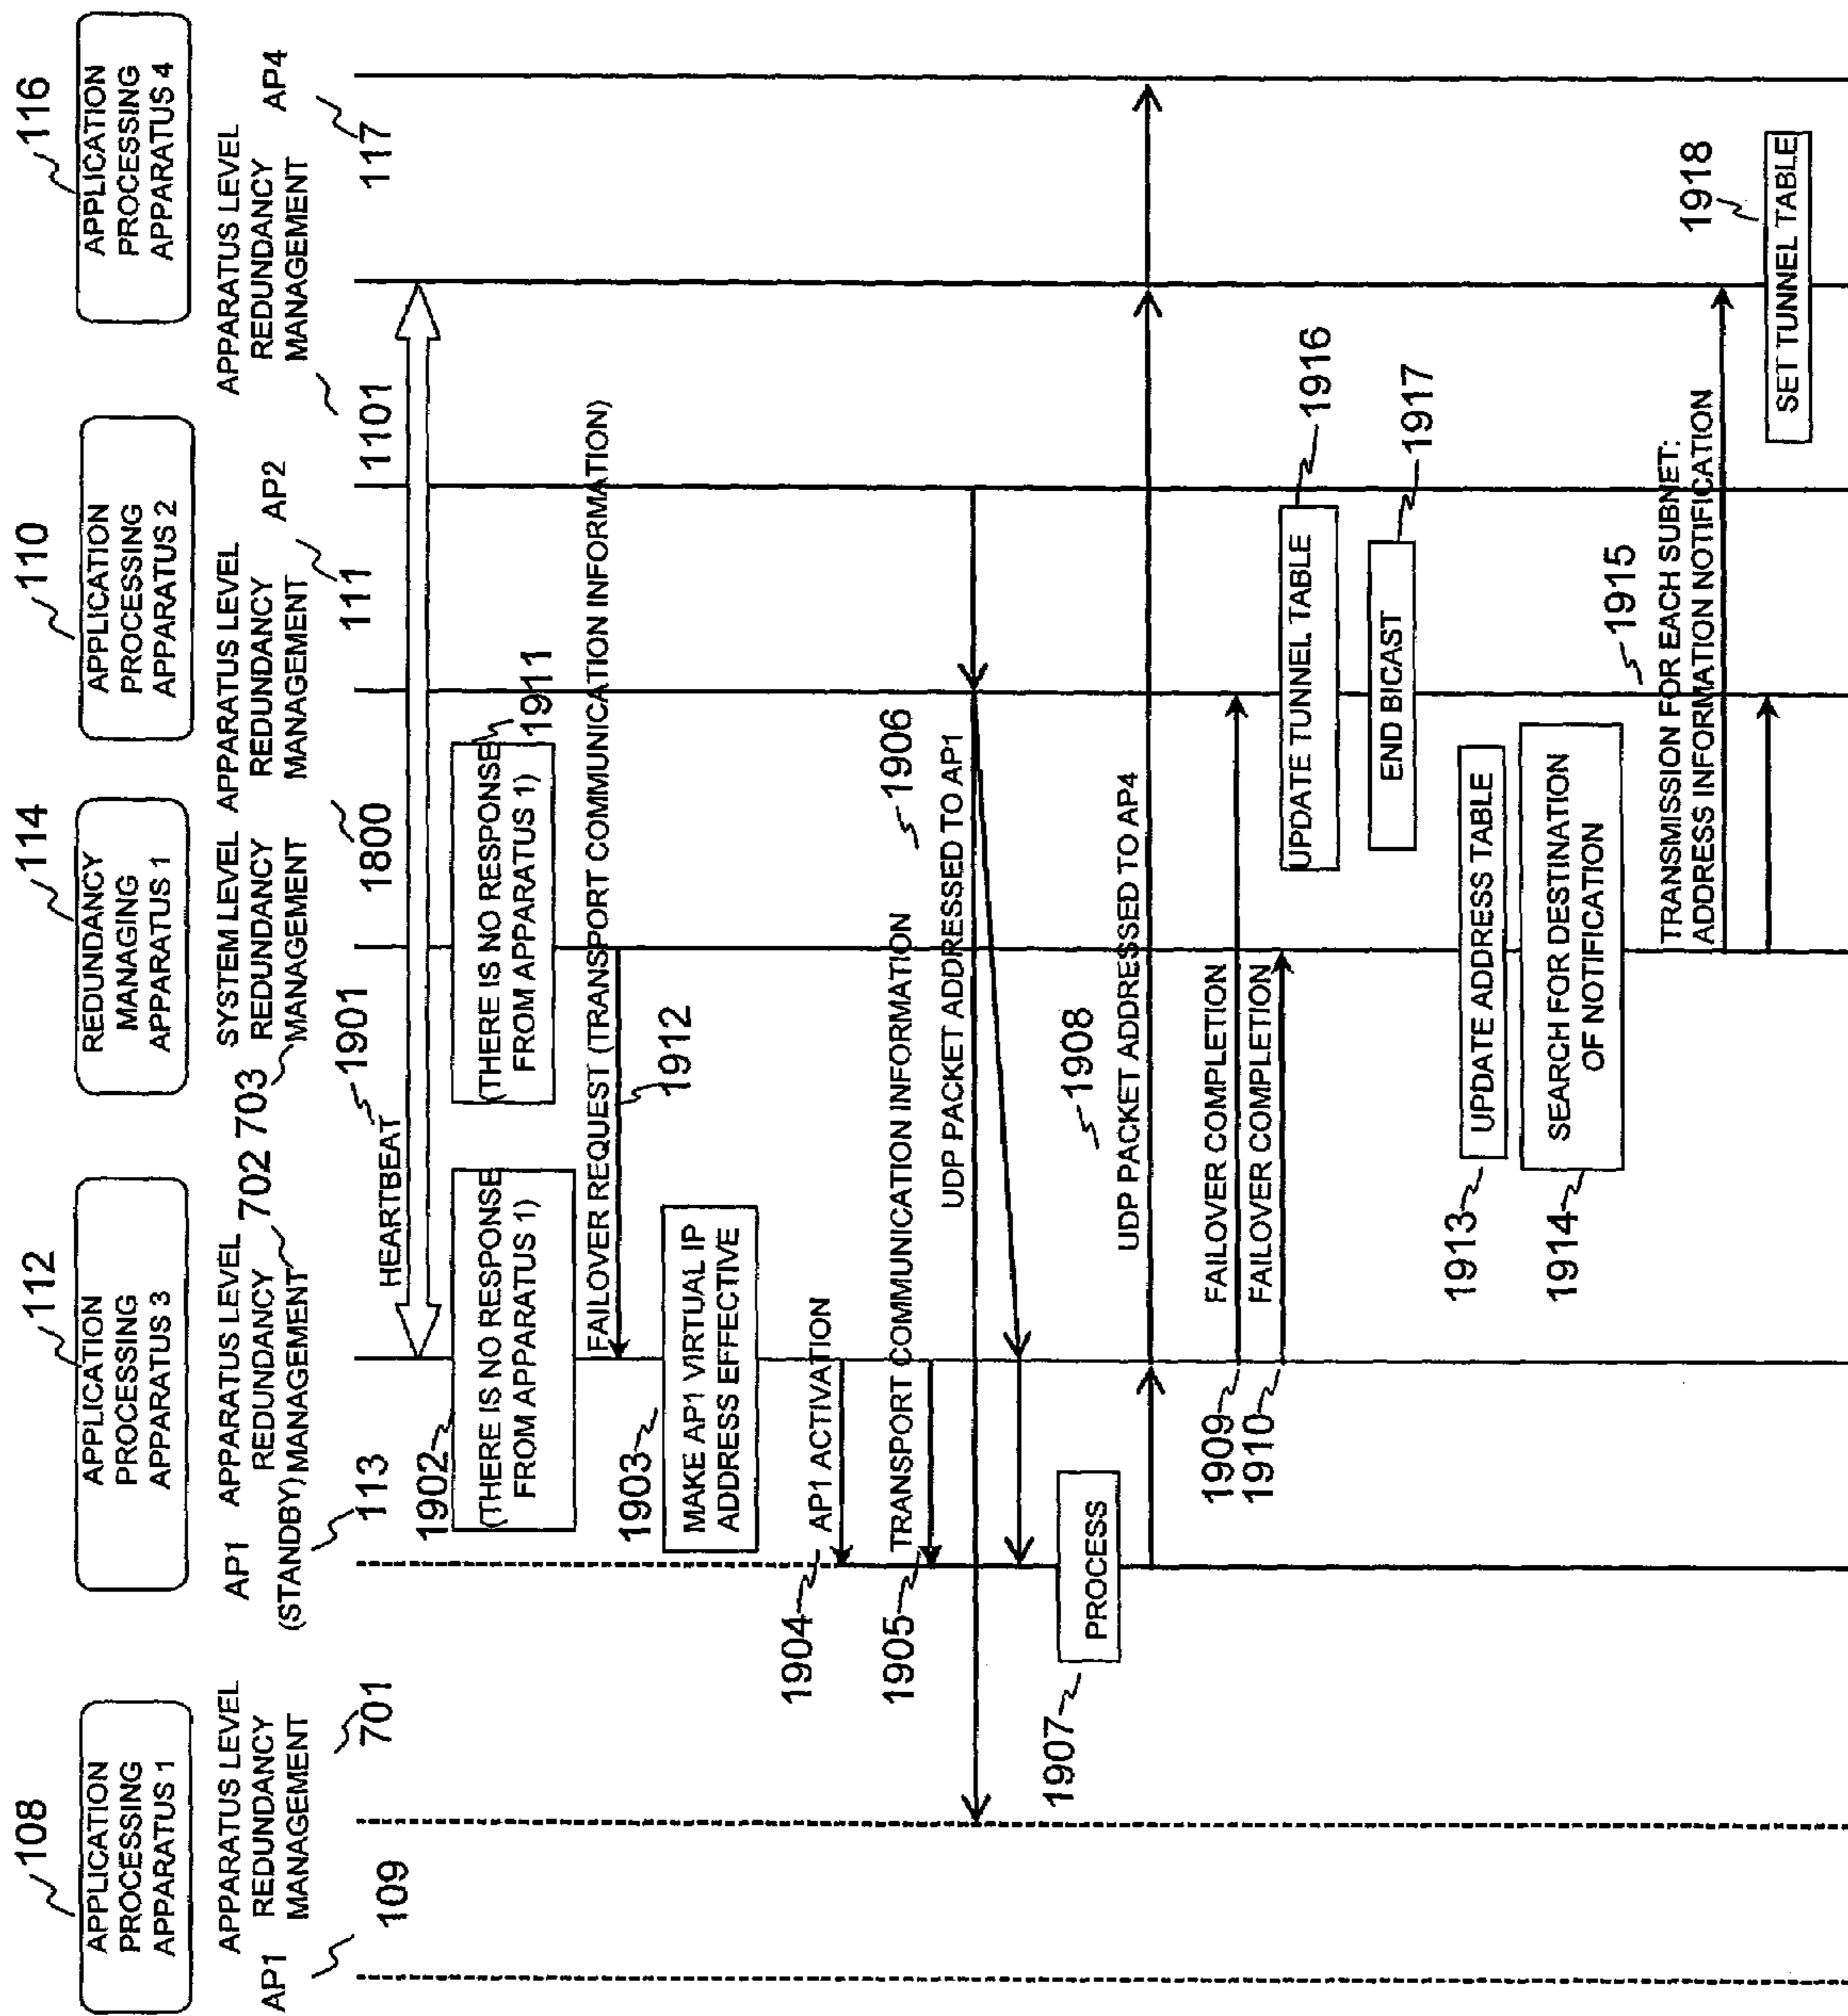 108
APPLICATION
PROCESSING
APPARATUS 1
112
APPLICATION
PROCESSING
APPARATUS 3
114
REDUNDANCY
MANAGING
APPARATUS 1
110
APPLICATION
PROCESSING
APPARATUS 2
116
APPLICATION
PROCESSING
APPARATUS 4
AP1
109
APPARATUS LEVEL
REDUNDANCY
MANAGEMENT
701
AP1
(STANDBY)
113
APPARATUS LEVEL
REDUNDANCY
MANAGEMENT
702
SYSTEM LEVEL
REDUNDANCY
MANAGEMENT
703
APPARATUS LEVEL
REDUNDANCY
MANAGEMENT
1800
AP2
111
APPARATUS LEVEL
REDUNDANCY
MANAGEMENT
1101
AP4
117
HEARTBEAT
1901
1902
(THERE IS NO RESPONSE
FROM APPARATUS 1)
(THERE IS NO RESPONSE
FROM APPARATUS 1)
1911
FAILOVER REQUEST (TRANSPORT COMMUNICATION INFORMATION)
1912
1903
MAKE AP1 VIRTUAL IP
ADDRESS EFFECTIVE
1904
AP1 ACTIVATION
1905
TRANSPORT COMMUNICATION INFORMATION
1906
UDP PACKET ADDRESSED TO AP1
1907
PROCESS
1908
UDP PACKET ADDRESSED TO AP4
1909
FAILOVER COMPLETION
1910
FAILOVER COMPLETION
UPDATE TUNNEL TABLE
1916
END BICAST
1917
1913
UPDATE ADDRESS TABLE
1914
SEARCH FOR DESTINATION
OF NOTIFICATION
1915
TRANSMISSION FOR EACH SUBNET:
ADDRESS INFORMATION NOTIFICATION
1918
SET TUNNEL TABLE